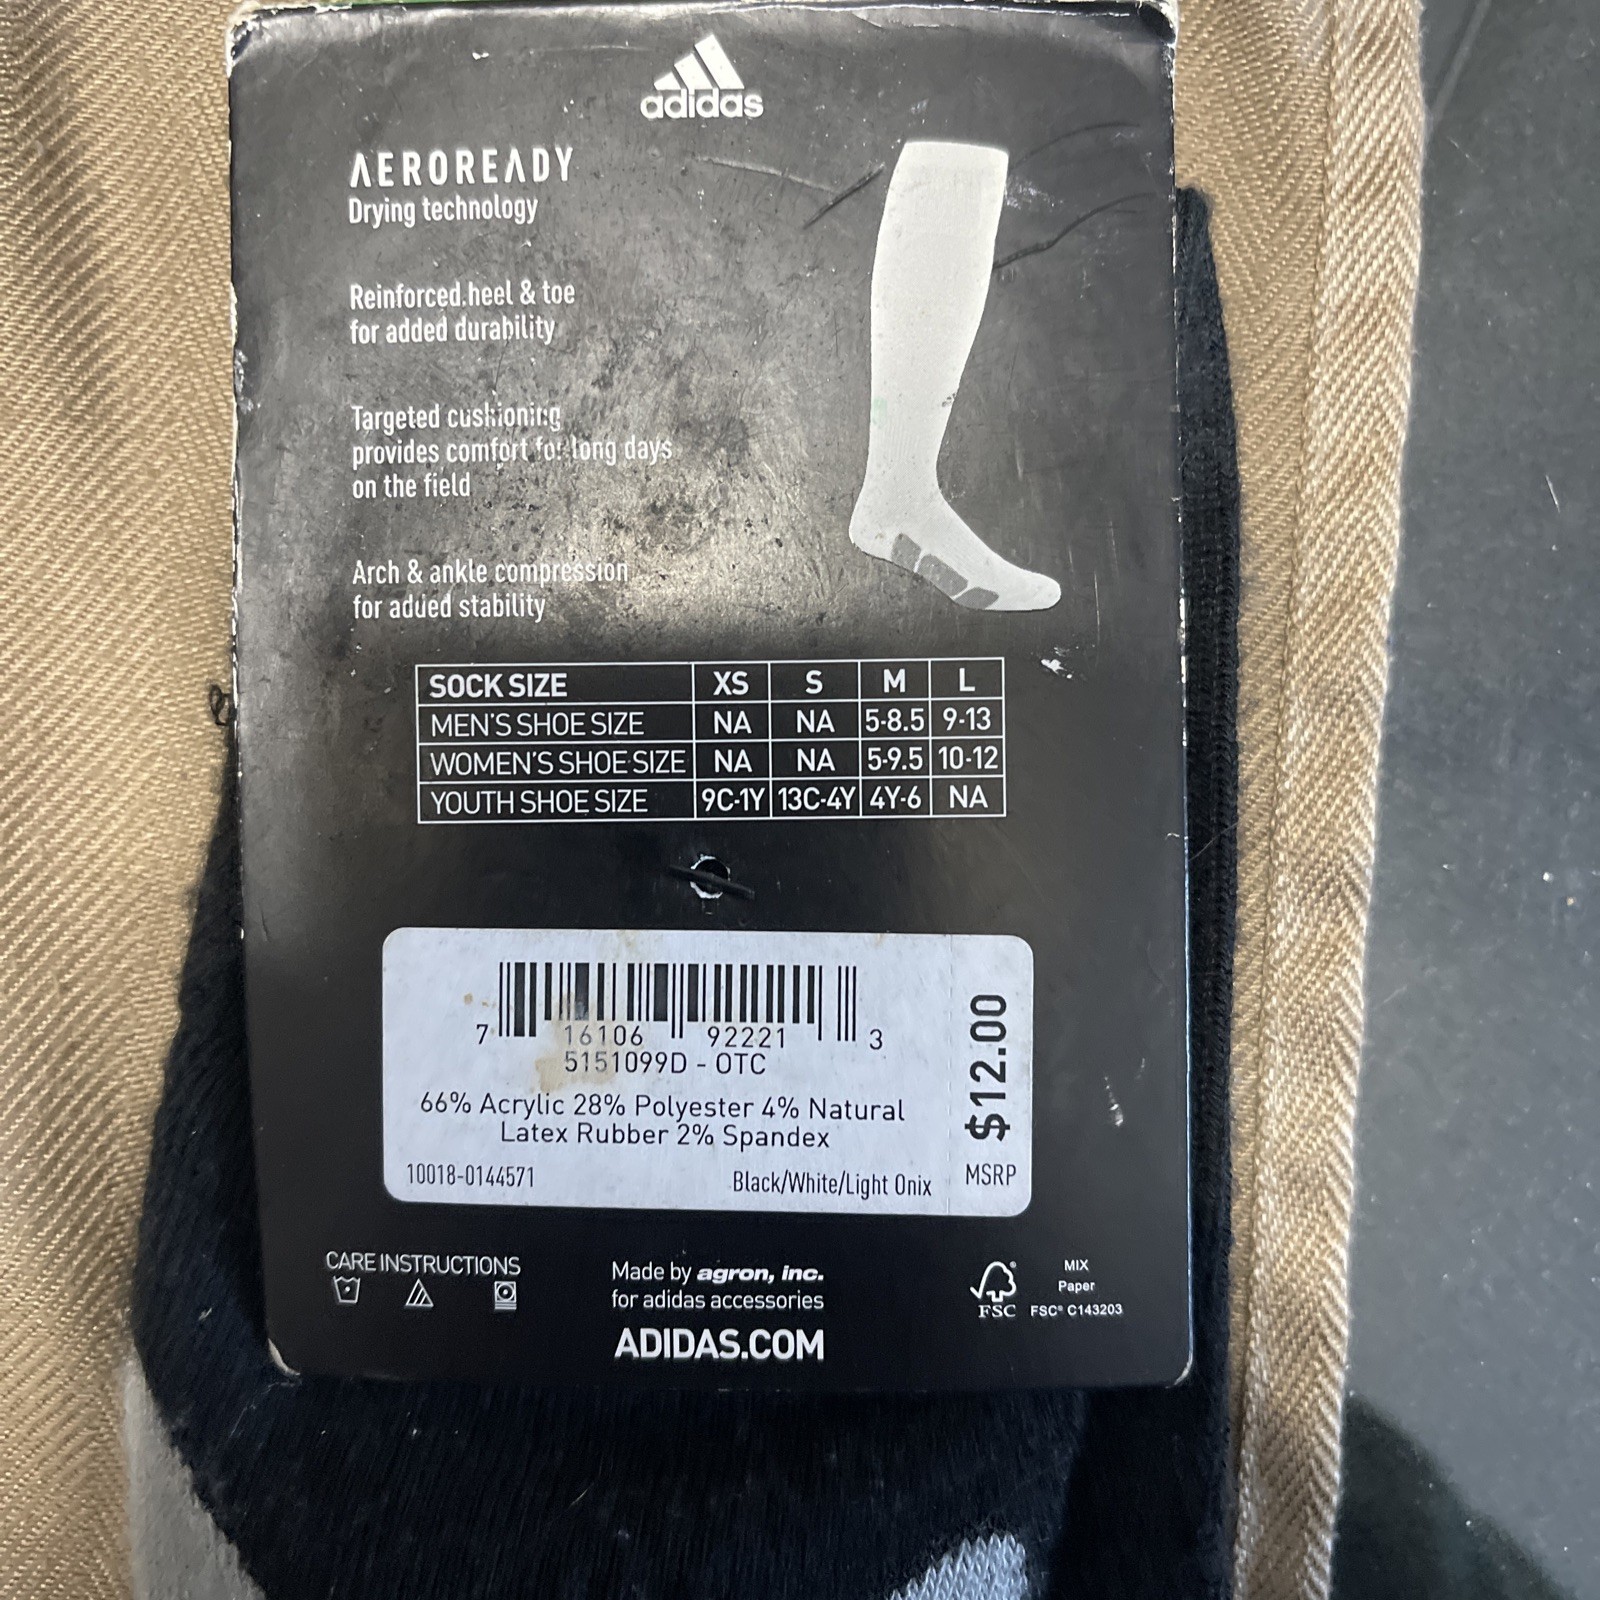 adidas
AEROREADY
Drying technology
Reinforced heel & toe
for added durability
Targeted cushioning
provides comfort for long days
on the field
Arch & ankle compression
for added stability
SOCK SIZE XS S M L
MEN'S SHOE SIZE NA NA 5-8.5 9-13
WOMEN'S SHOE SIZE NA NA 5-9.5 10-12
YOUTH SHOE SIZE 9C-1Y 13C-4Y 4Y-6 NA
7 16106 92221 3
5151099D - OTC
66% Acrylic 28% Polyester 4% Natural
Latex Rubber 2% Spandex
10018-0144571 Black/White/Light Onix
$12.00
MSRP
CARE INSTRUCTIONS
Made by agron, inc.
for adidas accessories
ADIDAS.COM
FSC
MIX
Paper
FSC® C143203